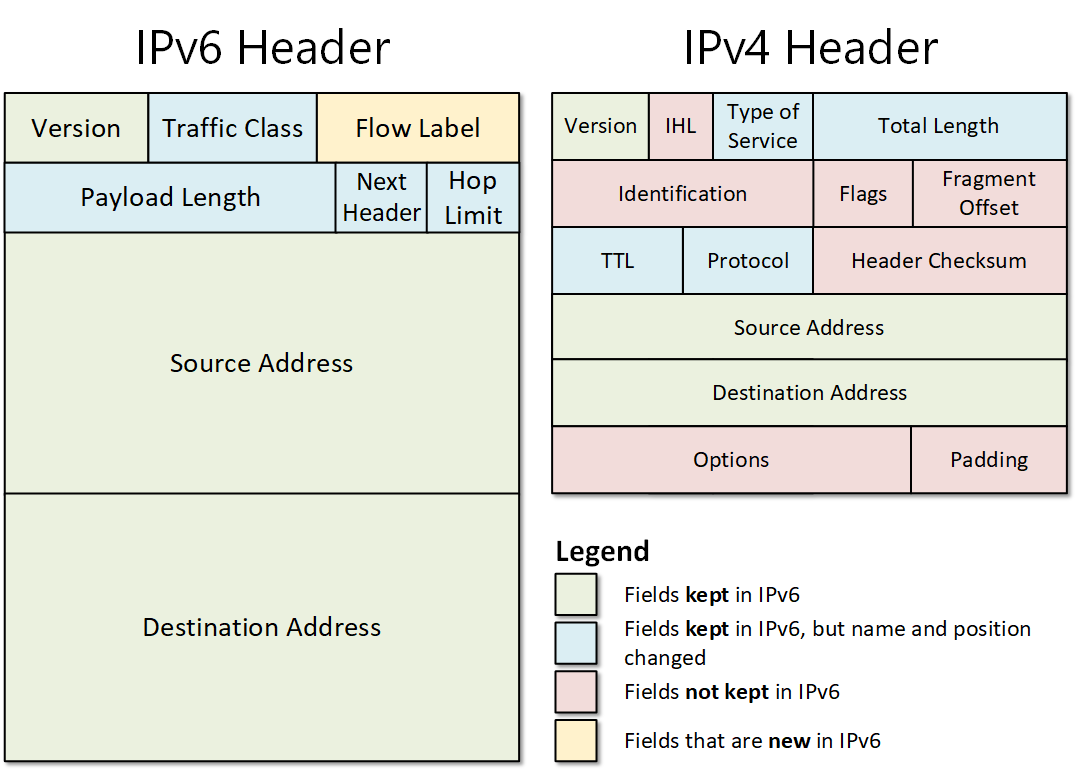 IPv6 Header
Version
Traffic Class
Flow Label
Payload Length
Next
Header
Hop
Limit
Source Address
Destination Address
IPv4 Header
Version
IHL
Type of
Service
Total Length
Identification
Flags
Fragment
Offset
TTL
Protocol
Header Checksum
Source Address
Destination Address
Options
Padding
Legend
Fields kept in IPv6
Fields kept in IPv6, but name and position
changed
Fields not kept in IPv6
Fields that are new in IPv6